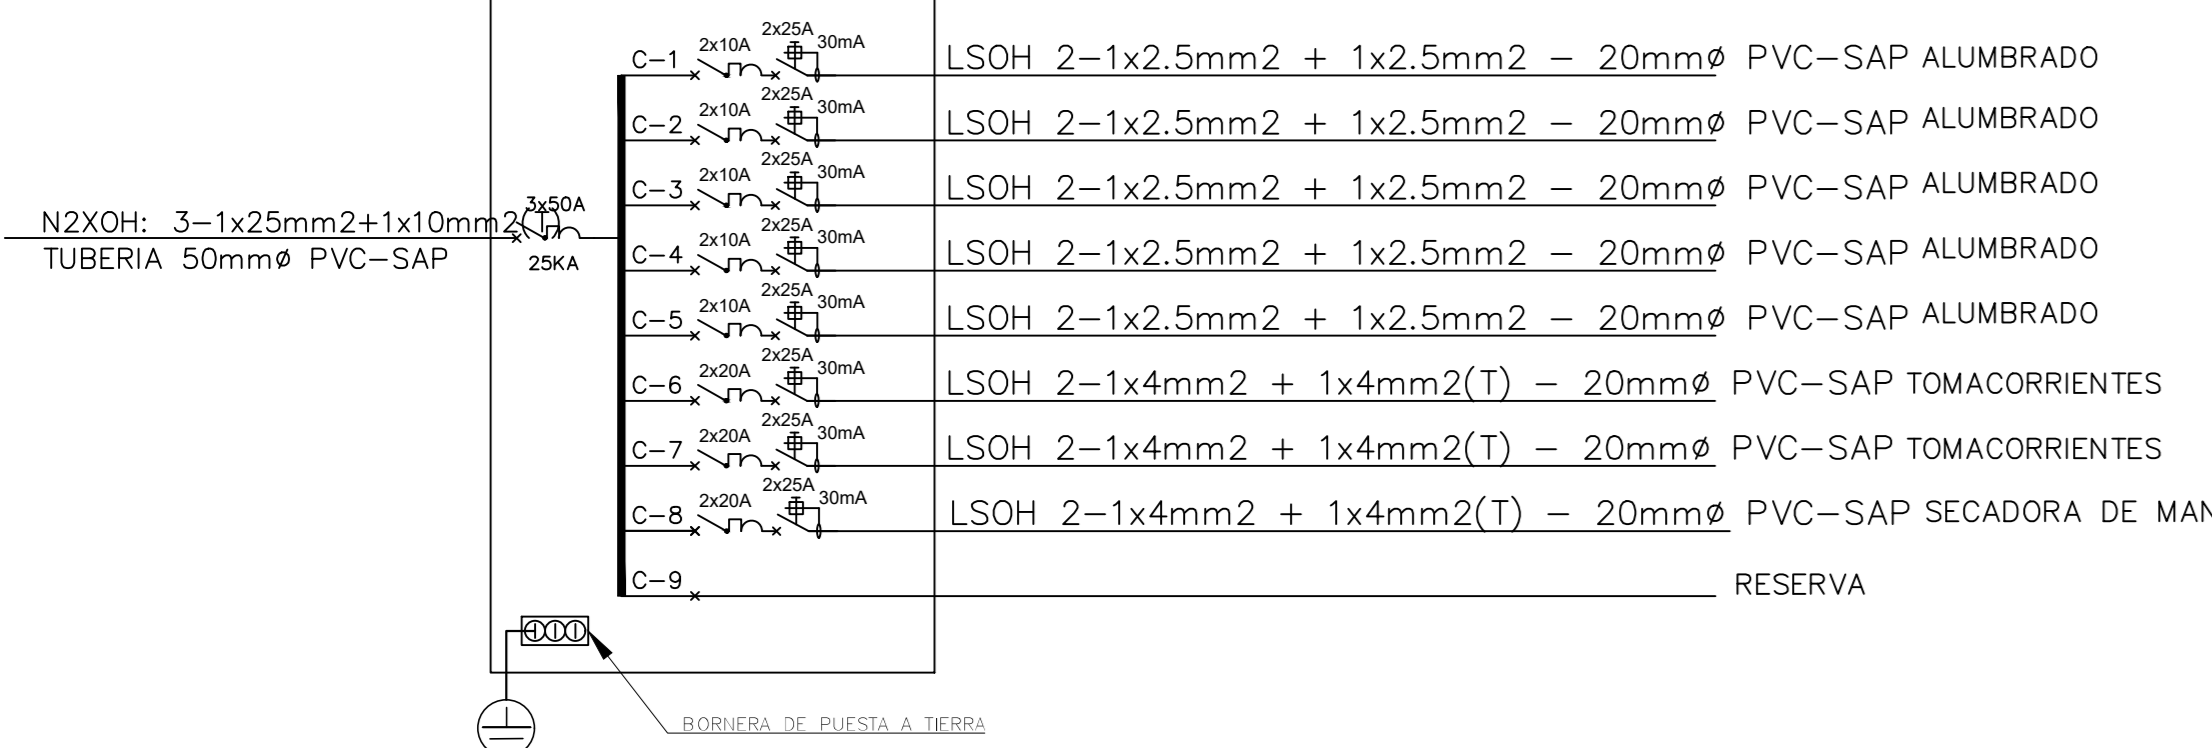 C-1 2x10A 2x25A 30mA LSOH 2-1x2.5mm2 + 1x2.5mm2 - 20mmø PVC-SAP ALUMBRADO
C-2 2x10A 2x25A 30mA LSOH 2-1x2.5mm2 + 1x2.5mm2 - 20mmø PVC-SAP ALUMBRADO
C-3 2x10A 2x25A 30mA LSOH 2-1x2.5mm2 + 1x2.5mm2 - 20mmø PVC-SAP ALUMBRADO
N2XOH: 3-1x25mm2+1x10mm2 3x50A
TUBERIA 50mmø PVC-SAP 25KA
C-4 2x10A 2x25A 30mA LSOH 2-1x2.5mm2 + 1x2.5mm2 - 20mmø PVC-SAP ALUMBRADO
C-5 2x10A 2x25A 30mA LSOH 2-1x2.5mm2 + 1x2.5mm2 - 20mmø PVC-SAP ALUMBRADO
C-6 2x20A 2x25A 30mA LSOH 2-1x4mm2 + 1x4mm2(T) - 20mmø PVC-SAP TOMACORRIENTES
C-7 2x20A 2x25A 30mA LSOH 2-1x4mm2 + 1x4mm2(T) - 20mmø PVC-SAP TOMACORRIENTES
C-8 2x20A 2x25A 30mA LSOH 2-1x4mm2 + 1x4mm2(T) - 20mmø PVC-SAP SECADORA DE
C-9 RESERVA
BORNERA DE PUESTA A TIERRA